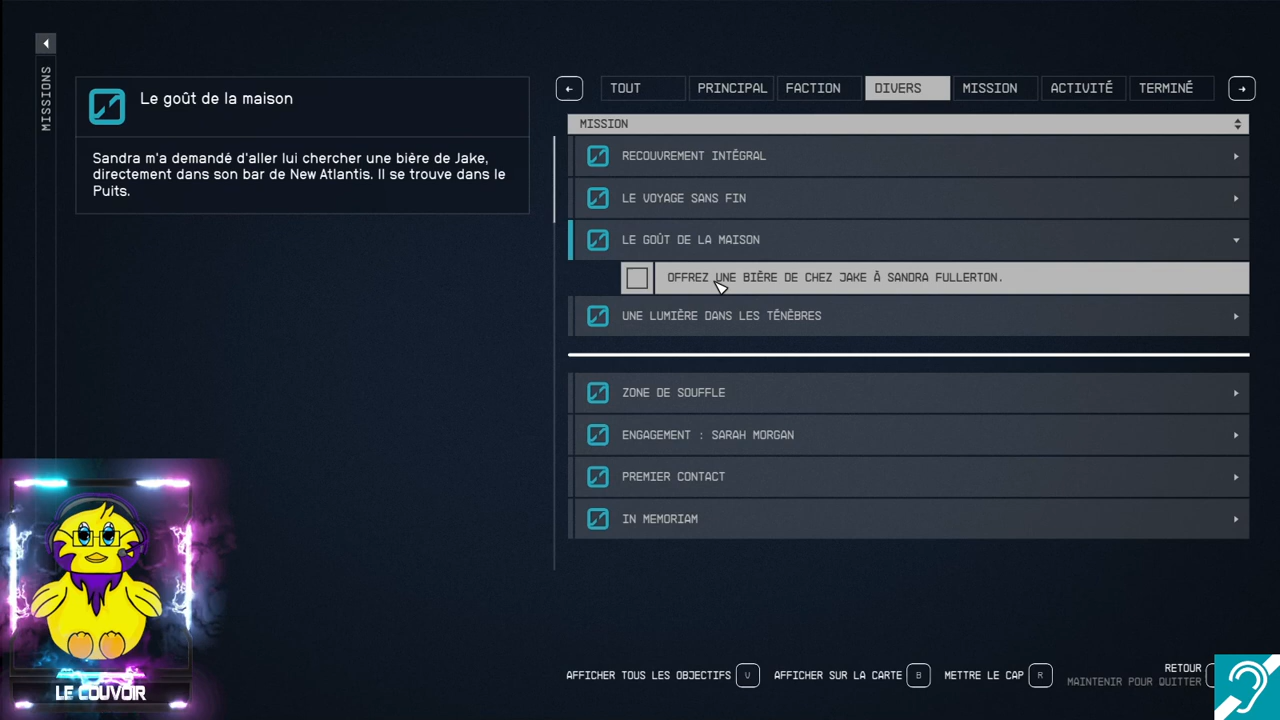 MISSIONS
Le goût de la maison
Sandra m'a demandé d'aller lui chercher une bière de Jake,
directement dans son bar de New Atlantis. Il se trouve dans le
Puits.
TOUT
PRINCIPAL
FACTION
DIVERS
MISSION
ACTIVITÉ
TERMINÉ
MISSION
RECOUVREMENT INTÉGRAL
LE VOYAGE SANS FIN
LE GOÛT DE LA MAISON
OFFREZ UNE BIÈRE DE CHEZ JAKE À SANDRA FULLERTON.
UNE LUMIÈRE DANS LES TÉNÈBRES
ZONE DE SOUFFLE
ENGAGEMENT : SARAH MORGAN
PREMIER CONTACT
IN MEMORIAM
LE COUVOIR
AFFICHER TOUS LES OBJECTIFS V
AFFICHER SUR LA CARTE B
METTRE LE CAP R
RETOUR
MAINTENIR POUR QUITTER